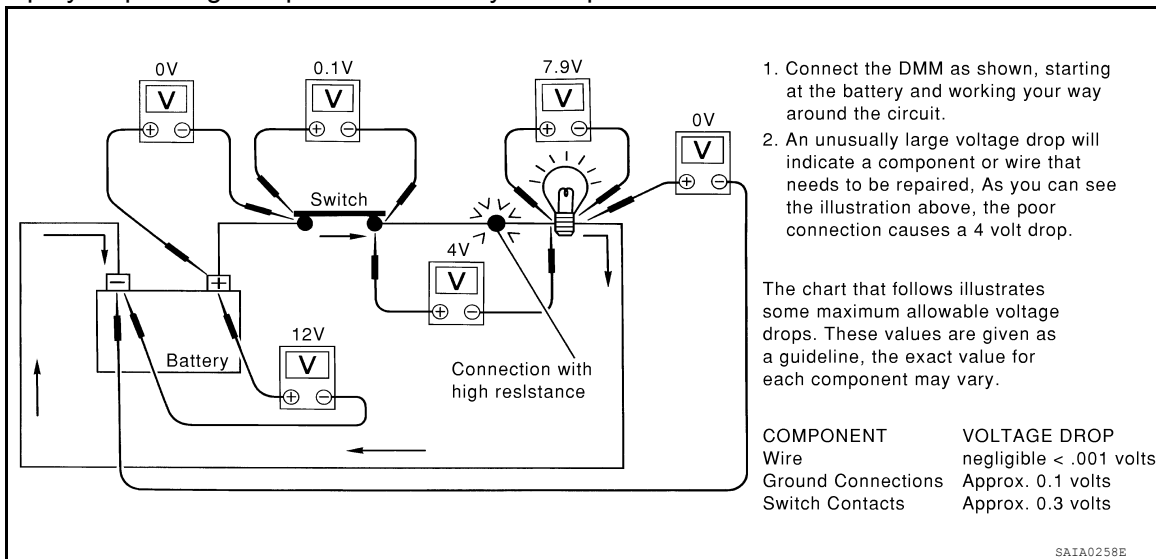 0V
0.1V
7.9V
0V
V
V
V
V
+ -
+ -
+ -
+ -
Switch
4V
V
+ -
- +
Battery
12V
V
+ -
Connection with
high resIstance
1. Connect the DMM as shown, starting
at the battery and working your way
around the circuit.
2. An unusually large voltage drop will
indicate a component or wire that
needs to be repaired, As you can see
the illustration above, the poor
connection causes a 4 volt drop.
The chart that follows illustrates
some maximum allowable voltage
drops. These values are given as
a guideline, the exact value for
each component may vary.
COMPONENT VOLTAGE DROP
Wire negligible < .001 volts
Ground Connections Approx. 0.1 volts
Switch Contacts Approx. 0.3 volts
SAIA0258E